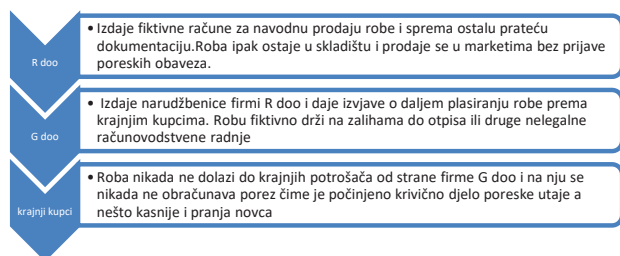 R doo
• Izdaje fiktivne račune za navodnu prodaju robe i sprema ostalu prateću
dokumentaciju.Roba ipak ostaje u skladištu i prodaje se u marketima bez prijave
poreskih obaveza.
G doo
• Izdaje narudžbenice firmi R doo i daje izvjave o daljem plasiranju robe prema
krajnjim kupcima. Robu fiktivno drži na zalihama do otpisa ili druge nelegalne
računovodstvene radnje
krajnji kupci
• Roba nikada ne dolazi do krajnjih potrošača od strane firme G doo i na nju se
nikada ne obračunava porez čime je počinjeno krivično djelo poreske utaje a
nešto kasnije i pranja novca